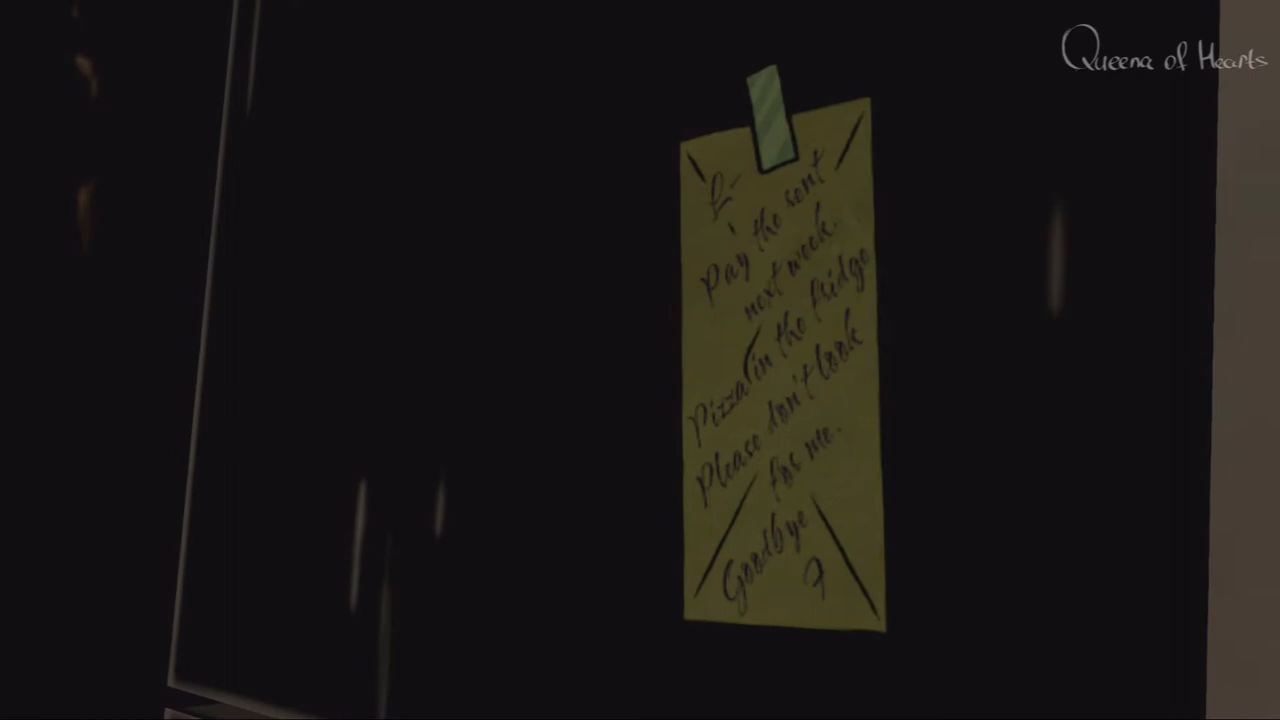 Queena of Hearts
Pay the rent
next week.
Pizza in the fridge
Please don't look
for me.
Goodbye